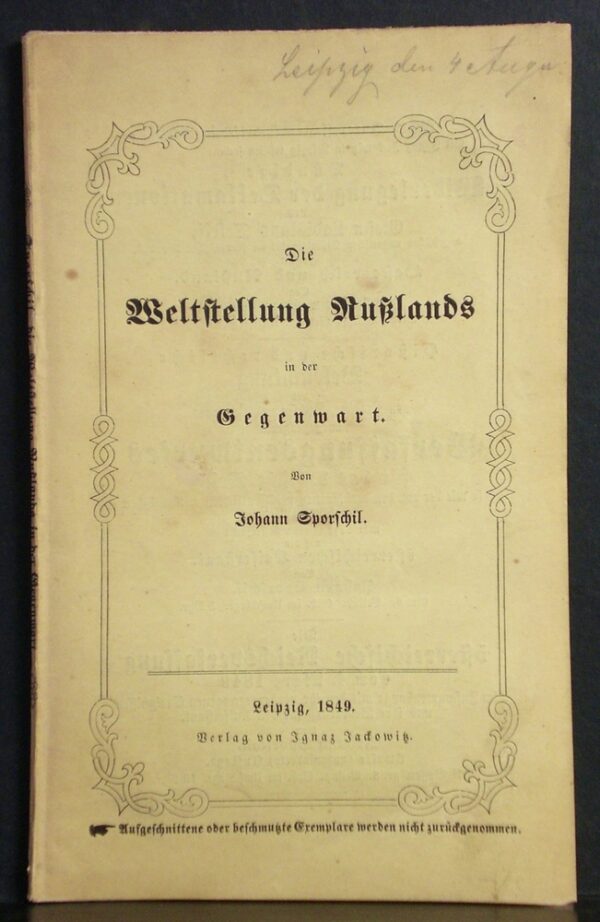 Leipzig den 4 Augu
Die
Weltstellung Rußlands
in der
Gegenwart.
Von
Johann Sporschil.
Leipzig, 1849.
Verlag von Ignaz Jackowitz.
Aufgeschnittene oder beschmutzte Exemplare werden nicht zurückgenommen.